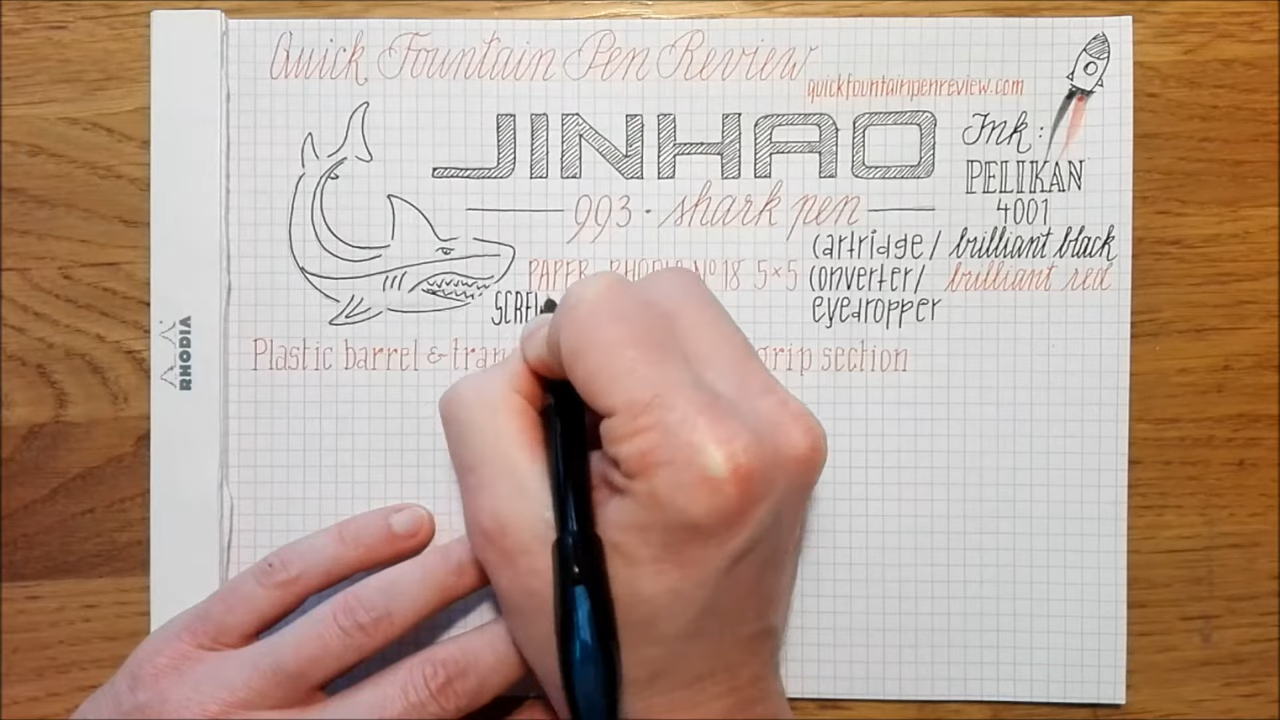 Quick Fountain Pen Review
quickfountainpenreview.com
JINHAO
Ink:
PELIKAN
4001
993 - shark pen
cartridge / brilliant black
PAPER RHODIA Nº18 5×5
converter / brilliant red
eyedropper
Plastic barrel & grip section
RHODIA